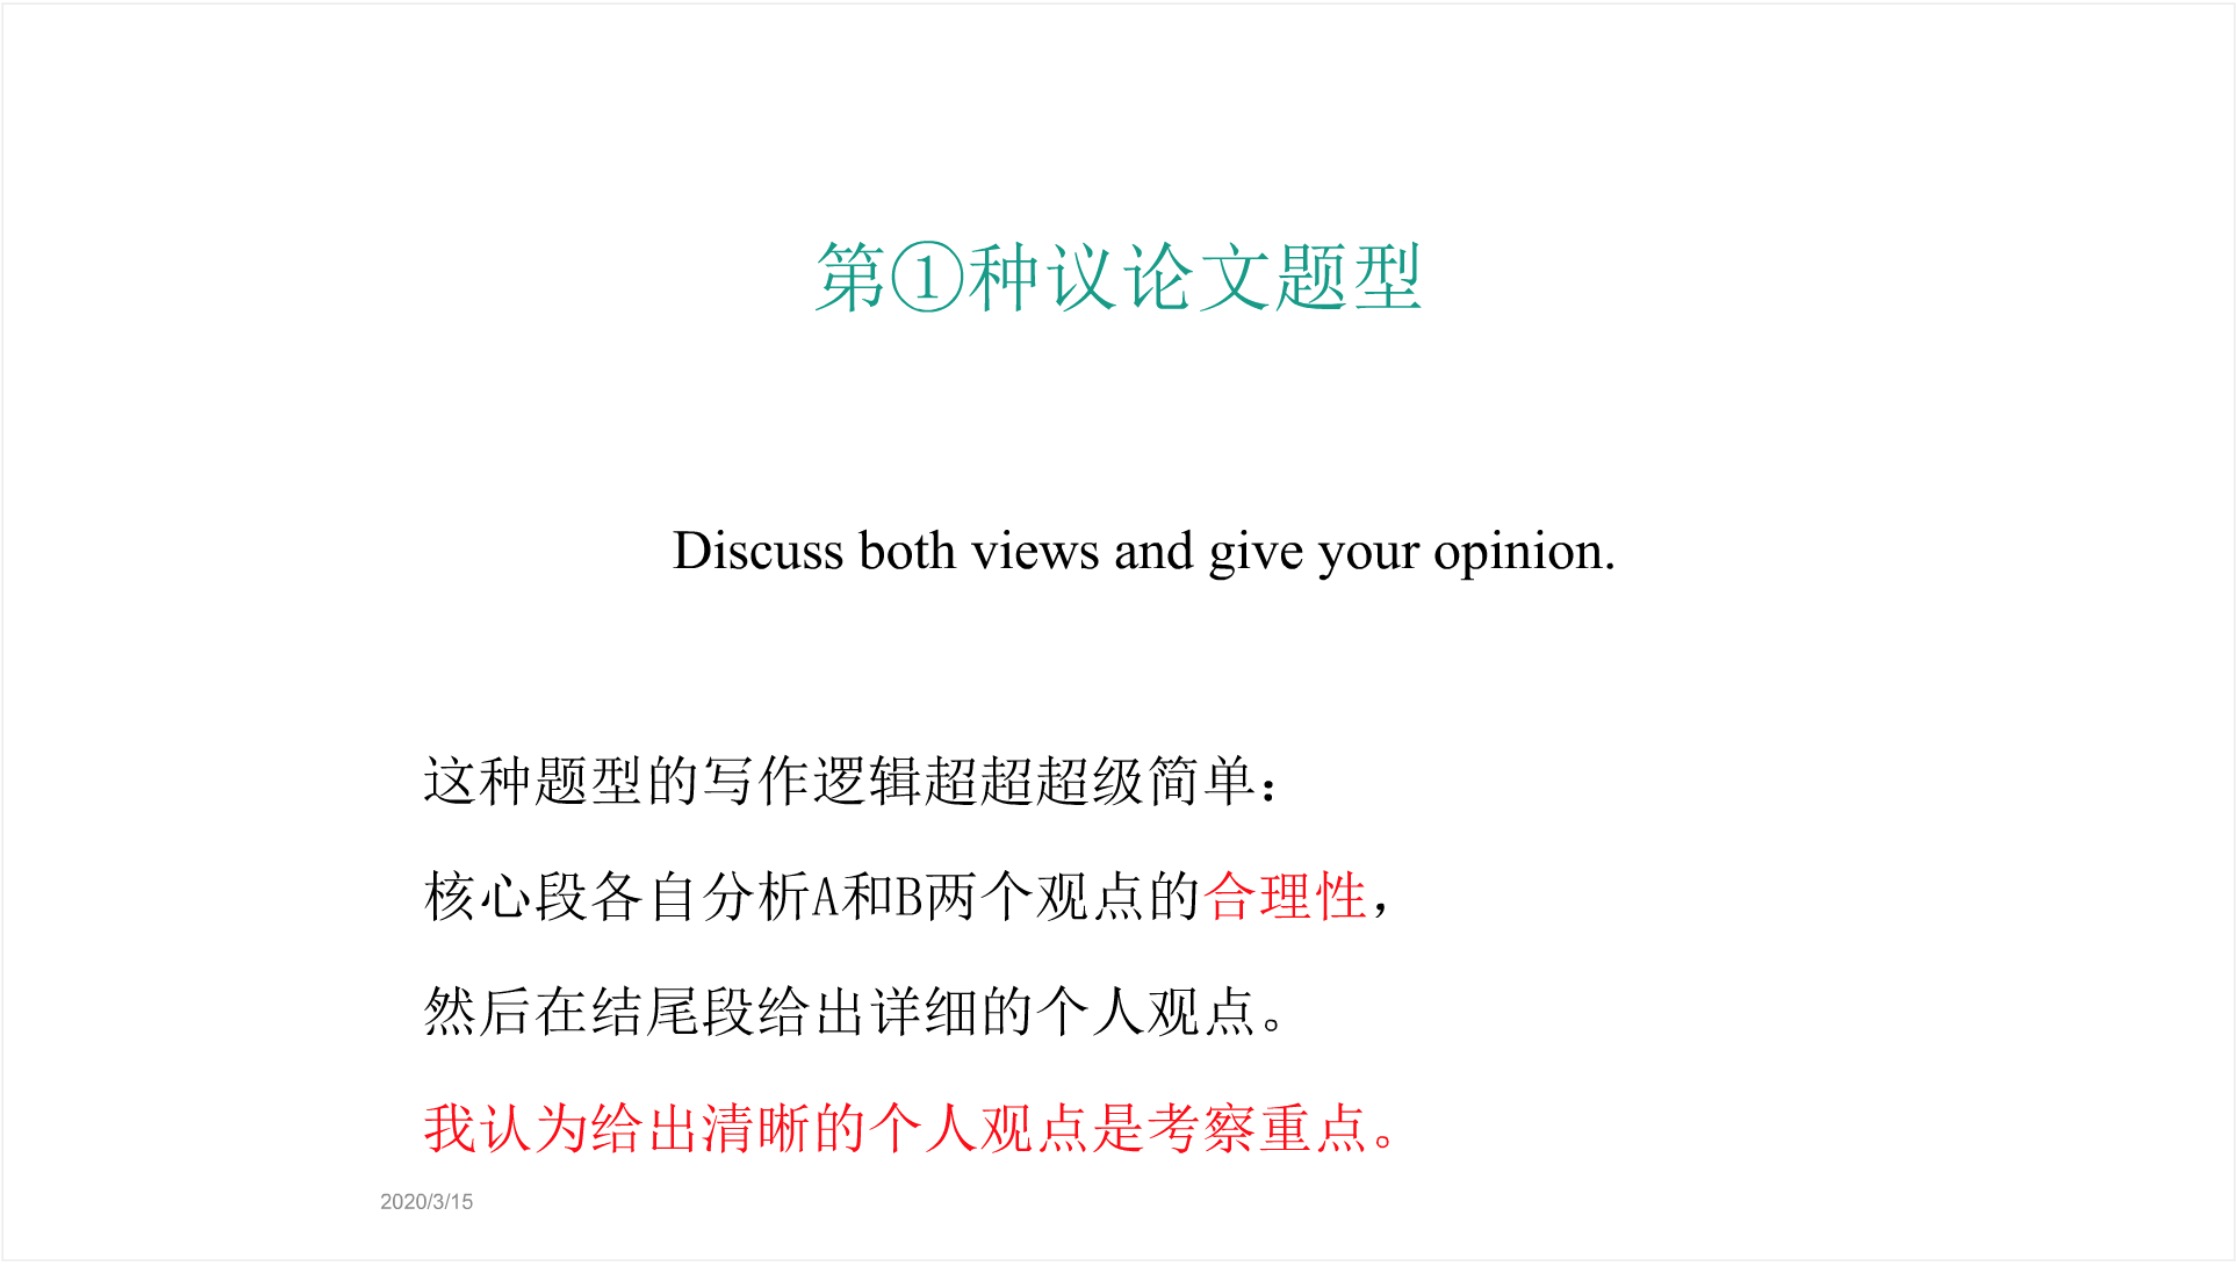 第①种议论文题型
Discuss both views and give your opinion.
这种题型的写作逻辑超超超级简单：
核心段各自分析A和B两个观点的合理性，
然后在结尾段给出详细的个人观点。
我认为给出清晰的个人观点是考察重点。
2020/3/15